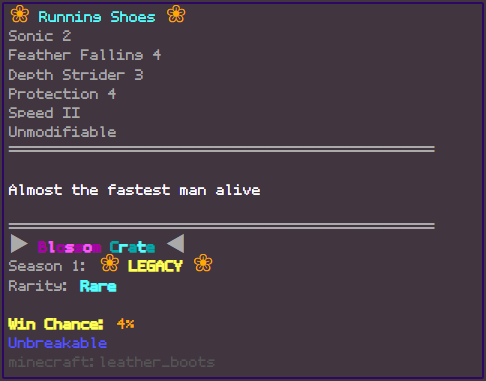 Running Shoes
Sonic 2
Feather Falling 4
Depth Strider 3
Protection 4
Speed II
Unmodifiable
Almost the fastest man alive
Blossom Crate
Season 1: LEGACY
Rarity: Rare
Win Chance: 4%
Unbreakable
minecraft:leather_boots